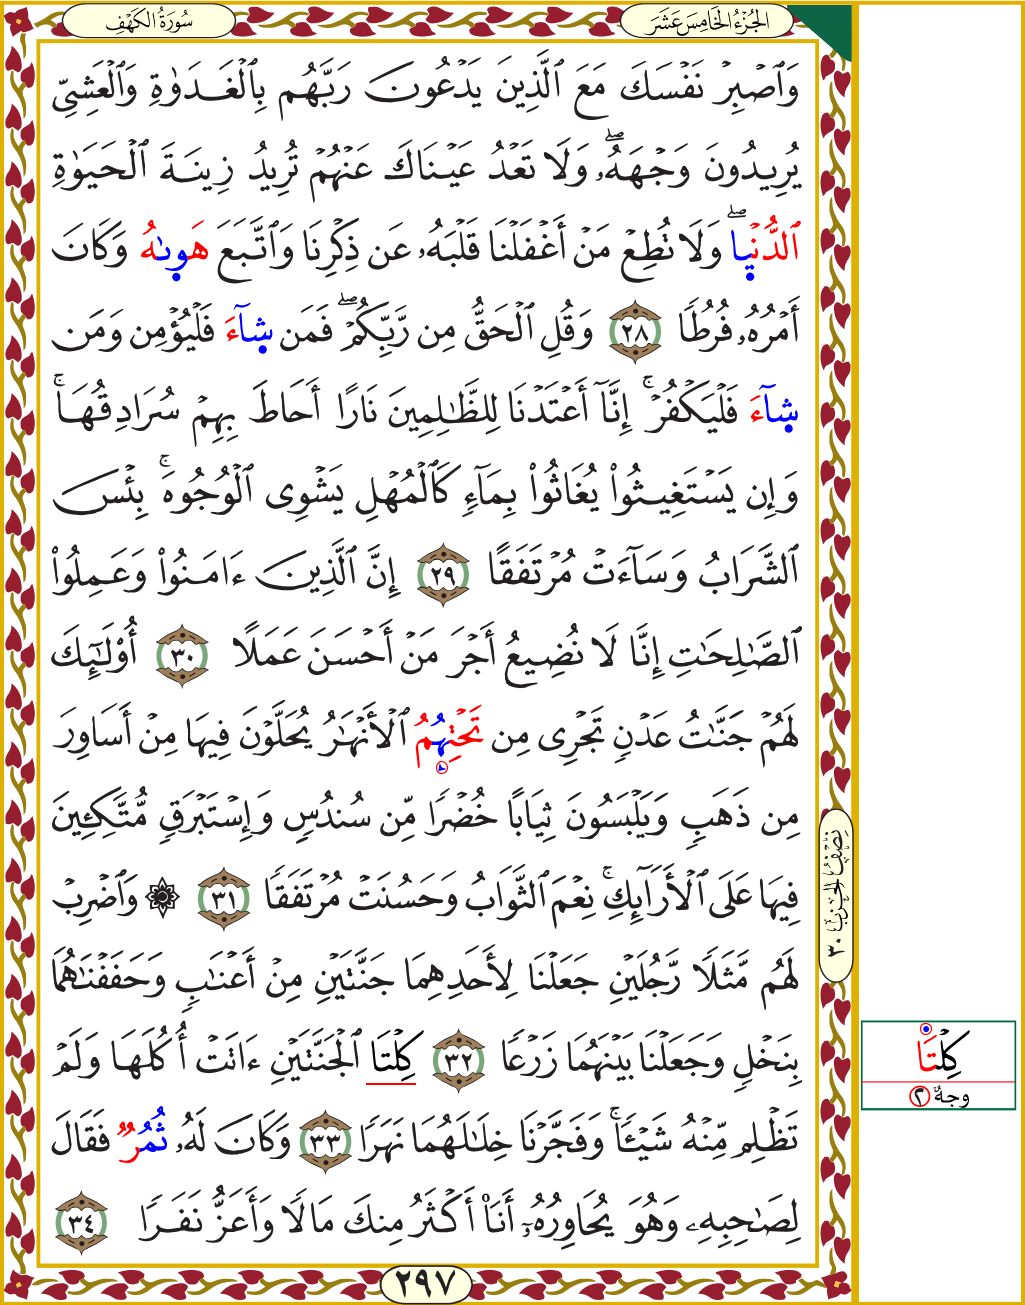 سُورَةُ الكَهْفِ
الجُزْءُ الخَامِسَ عَشَرَ
وَٱصۡبِرۡ نَفۡسَكَ مَعَ ٱلَّذِينَ يَدۡعُونَ رَبَّهُم بِٱلۡغَدَوٰةِ وَٱلۡعَشِيِّ
يُرِيدُونَ وَجۡهَهُۥۖ وَلَا تَعۡدُ عَيۡنَاكَ عَنۡهُمۡ تُرِيدُ زِينَةَ ٱلۡحَيَوٰةِ
ٱلدُّنۡيٜاۖ وَلَا تُطِعۡ مَنۡ أَغۡفَلۡنَا قَلۡبَهُۥ عَن ذِكۡرِنَا وَٱتَّبَعَ هَوٜىٰهُ وَكَانَ
أَمۡرُهُۥ فُرُطٗا ٢٨ وَقُلِ ٱلۡحَقُّ مِن رَّبِّكُمۡۖ فَمَن شٜآءَ فَلۡيُؤۡمِن وَمَن
شٜآءَ فَلۡيَكۡفُرۡۚ إِنَّآ أَعۡتَدۡنَا لِلظَّٰلِمِينَ نَارًا أَحَاطَ بِهِمۡ سُرَادِقُهَاۚ
وَإِن يَسۡتَغِيثُواْ يُغَاثُواْ بِمَآءٖ كَٱلۡمُهۡلِ يَشۡوِي ٱلۡوُجُوهَۚ بِئۡسَ
ٱلشَّرَابُ وَسَآءَتۡ مُرۡتَفَقًا ٢٩ إِنَّ ٱلَّذِينَ ءَامَنُواْ وَعَمِلُواْ
ٱلصَّٰلِحَٰتِ إِنَّا لَا نُضِيعُ أَجۡرَ مَنۡ أَحۡسَنَ عَمَلًا ٣٠ أُوْلَٰٓئِكَ
لَهُمۡ جَنَّٰتُ عَدۡنٖ تَجۡرِي مِن تَحۡتِهُِمُ ٱلۡأَنۡهَٰرُ يُحَلَّوۡنَ فِيهَا مِنۡ أَسَاوِرَ
مِن ذَهَبٖ وَيَلۡبَسُونَ ثِيَابًا خُضۡرٗا مِّن سُندُسٖ وَإِسۡتَبۡرَقٖ مُّتَّكِـِٔينَ
فِيهَا عَلَى ٱلۡأَرَآئِكِۚ نِعۡمَ ٱلثَّوَابُ وَحَسُنَتۡ مُرۡتَفَقٗا ٣١ ۞ وَٱضۡرِبۡ
لَهُم مَّثَلٗا رَّجُلَيۡنِ جَعَلۡنَا لِأَحَدِهِمَا جَنَّتَيۡنِ مِنۡ أَعۡنَٰبٖ وَحَفَفۡنَٰهُمَا
بِنَخۡلٖ وَجَعَلۡنَا بَيۡنَهُمَا زَرۡعٗا ٣٢ كِلۡتَا ٱلۡجَنَّتَيۡنِ ءَاتَتۡ أُكُلَهَا وَلَمۡ
تَظۡلِم مِّنۡهُ شَيۡـٔٗاۚ وَفَجَّرۡنَا خِلَٰلَهُمَا نَهَرٗا ٣٣ وَكَانَ لَهُۥ ثُمُرٞ فَقَالَ
لِصَٰحِبِهِۦ وَهُوَ يُحَاوِرُهُۥٓ أَنَا۠ أَكۡثَرُ مِنكَ مَالٗا وَأَعَزُّ نَفَرٗا ٣٤
٢٩٧
نِصْفُ الحِزْبِ ٣٠
كِلۡتَا
وجهٌ ٢